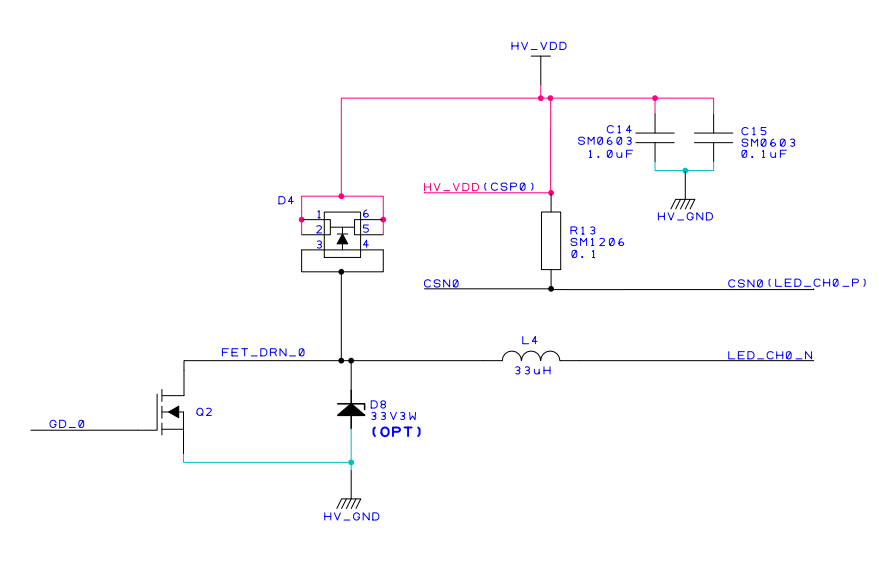 HV_VDD
C14
SM0603
1.0uF
C15
SM0603
0.1uF
HV_GND
HV_VDD(CSP0)
D4
1
6
2
5
3
4
R13
SM1206
0.1
CSN0
CSN0(LED_CH0_P)
L4
33uH
FET_DRN_0
LED_CH0_N
Q2
GD_0
D8
33V3W
(OPT)
HV_GND